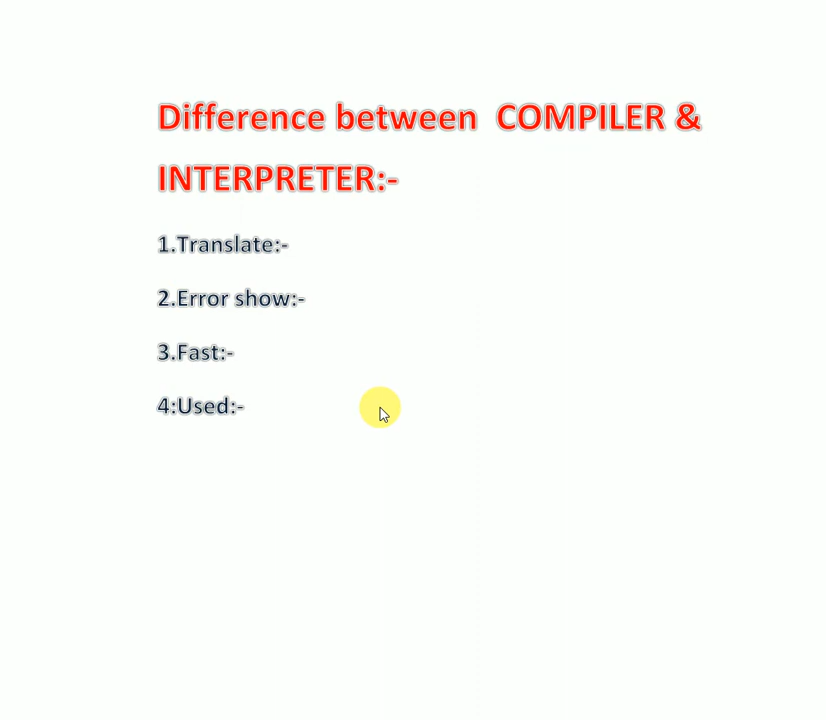 Difference between COMPILER &
INTERPRETER:-
1.Translate:-
2.Error show:-
3.Fast:-
4:Used:-